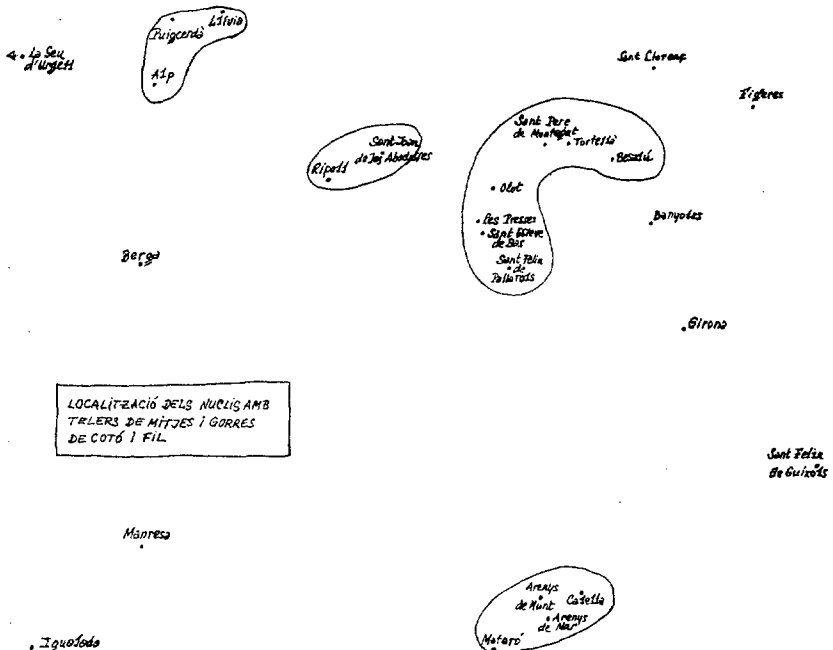 Puigcerdà
Llívia
La Seu
d'Urgell
Alp
Sant Llorenç
Figueres
Sant Pere
de Montagut
Tortellà
Besalú
Sant Joan
de les Abadesses
Ripoll
Olot
Les Preses
Sant Esteve
de Bas
Banyoles
Sant Feliu
de
Pallarols
Berga
Girona
LOCALITZACIÓ DELS NUCLIS AMB
TELERS DE MITJES I GORRES
DE COTÓ I FIL
Sant Feliu
de Guíxols
Manresa
Arenys
de Munt
Calella
Arenys
de Mar
Mataró
Igualada